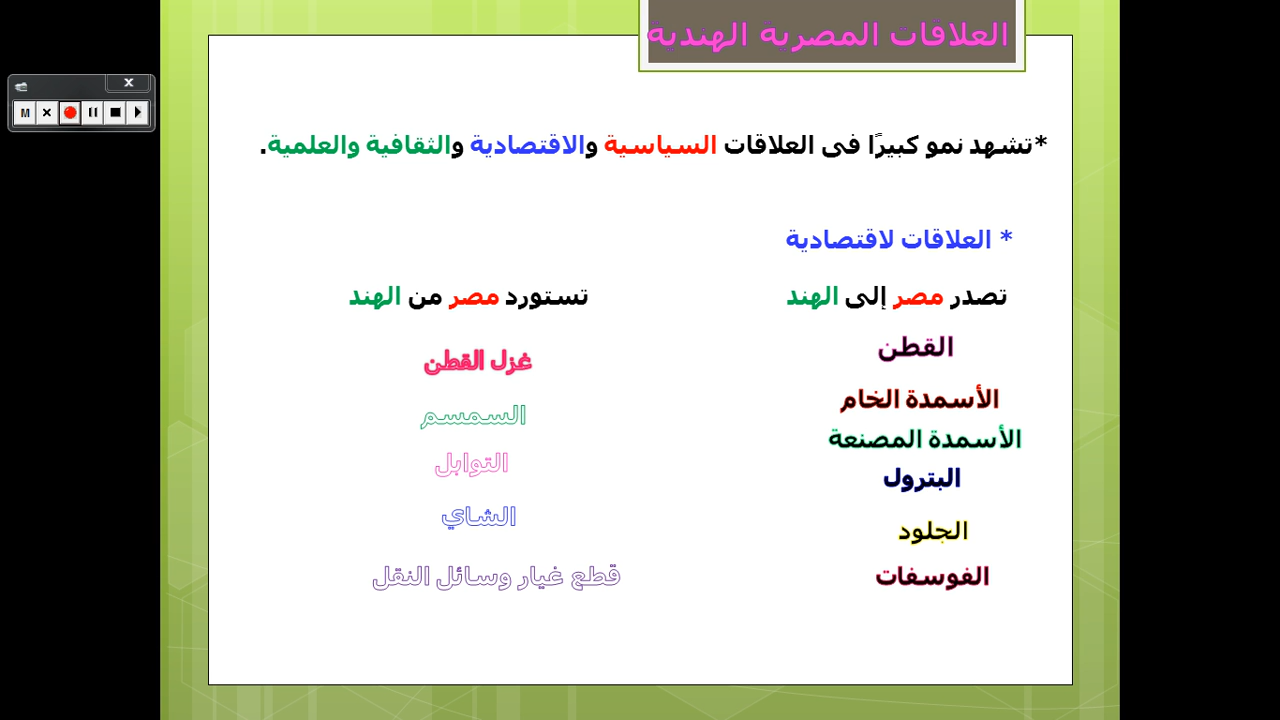 العلاقات المصرية الهندية
*تشهد نمو كبيرًا فى العلاقات السياسية والاقتصادية والثقافية والعلمية.
* العلاقات لاقتصادية
تصدر مصر إلى الهند
القطن
الأسمدة الخام
الأسمدة المصنعة
البترول
الجلود
الفوسفات
تستورد مصر من الهند
غزل القطن
السمسم
التوابل
الشاي
قطع غيار وسائل النقل
M